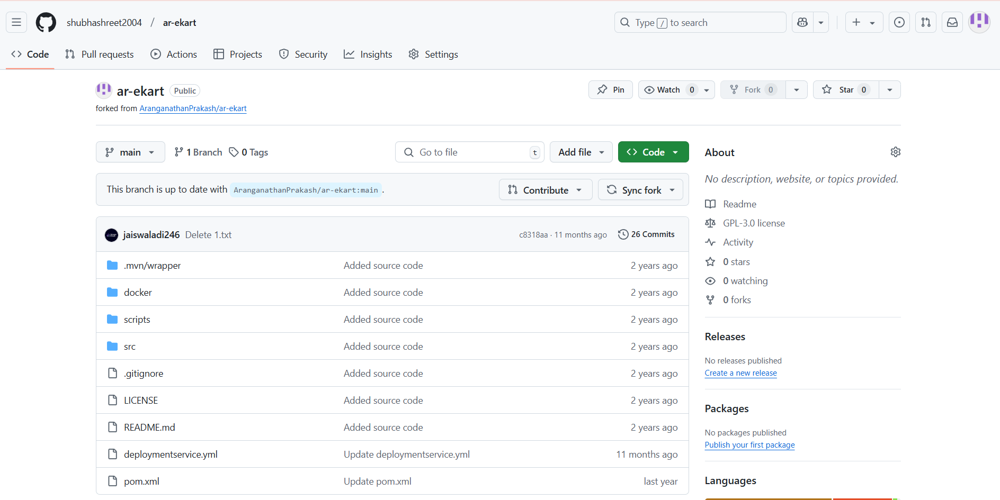 shubhashreet2004 / ar-ekart
Type / to search
Code Pull requests Actions Projects Security Insights Settings
ar-ekart Public
Pin Watch 0 Fork 0 Star 0
forked from AranganathanPrakash/ar-ekart
main 1 Branch 0 Tags Go to file t Add file Code
About
No description, website, or topics provided.
This branch is up to date with AranganathanPrakash/ar-ekart:main . Contribute Sync fork
Readme
GPL-3.0 license
Activity
0 stars
0 watching
0 forks
jaiswaladi246 Delete 1.txt c8318aa · 11 months ago 26 Commits
.mvn/wrapper Added source code 2 years ago
docker Added source code 2 years ago
scripts Added source code 2 years ago
src Added source code 2 years ago
.gitignore Added source code 2 years ago
LICENSE Added source code 2 years ago
README.md Added source code 2 years ago
deploymentservice.yml Update deploymentservice.yml 11 months ago
pom.xml Update pom.xml last year
Releases
No releases published
Create a new release
Packages
No packages published
Publish your first package
Languages